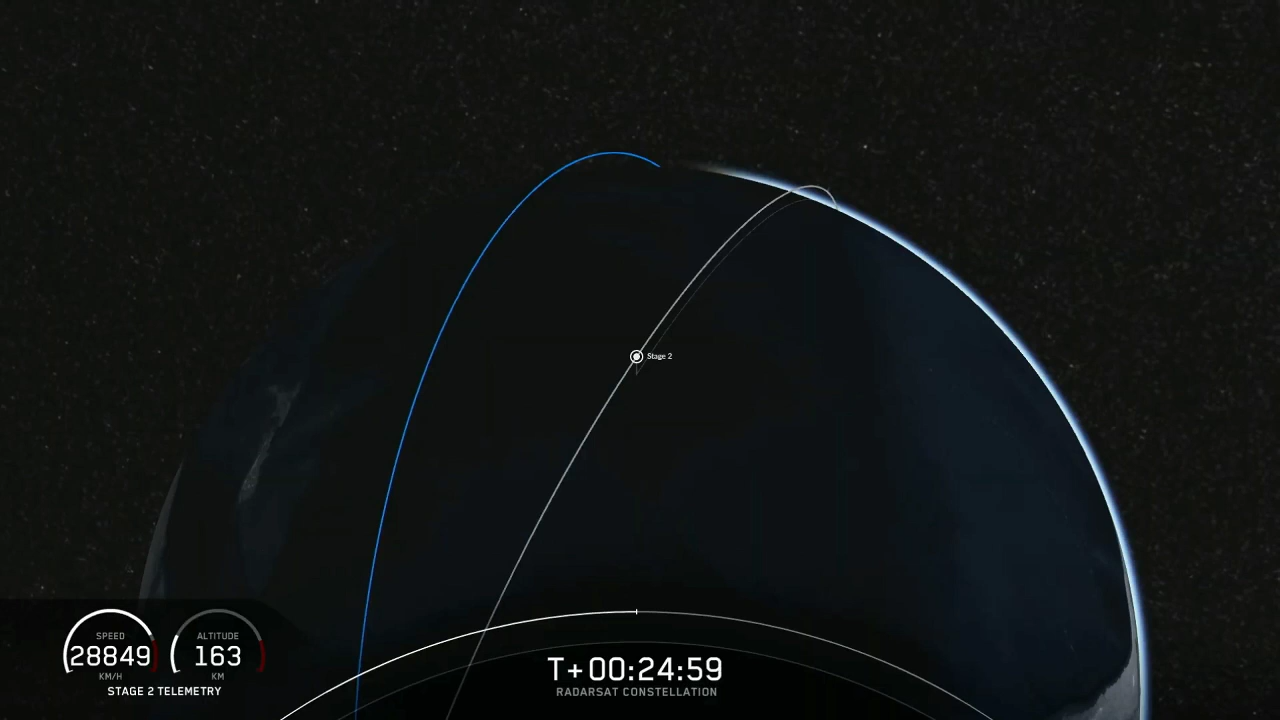 Stage 2
SPEED
28849
KM/H
ALTITUDE
163
KM
STAGE 2 TELEMETRY
T+00:24:59
RADARSAT CONSTELLATION